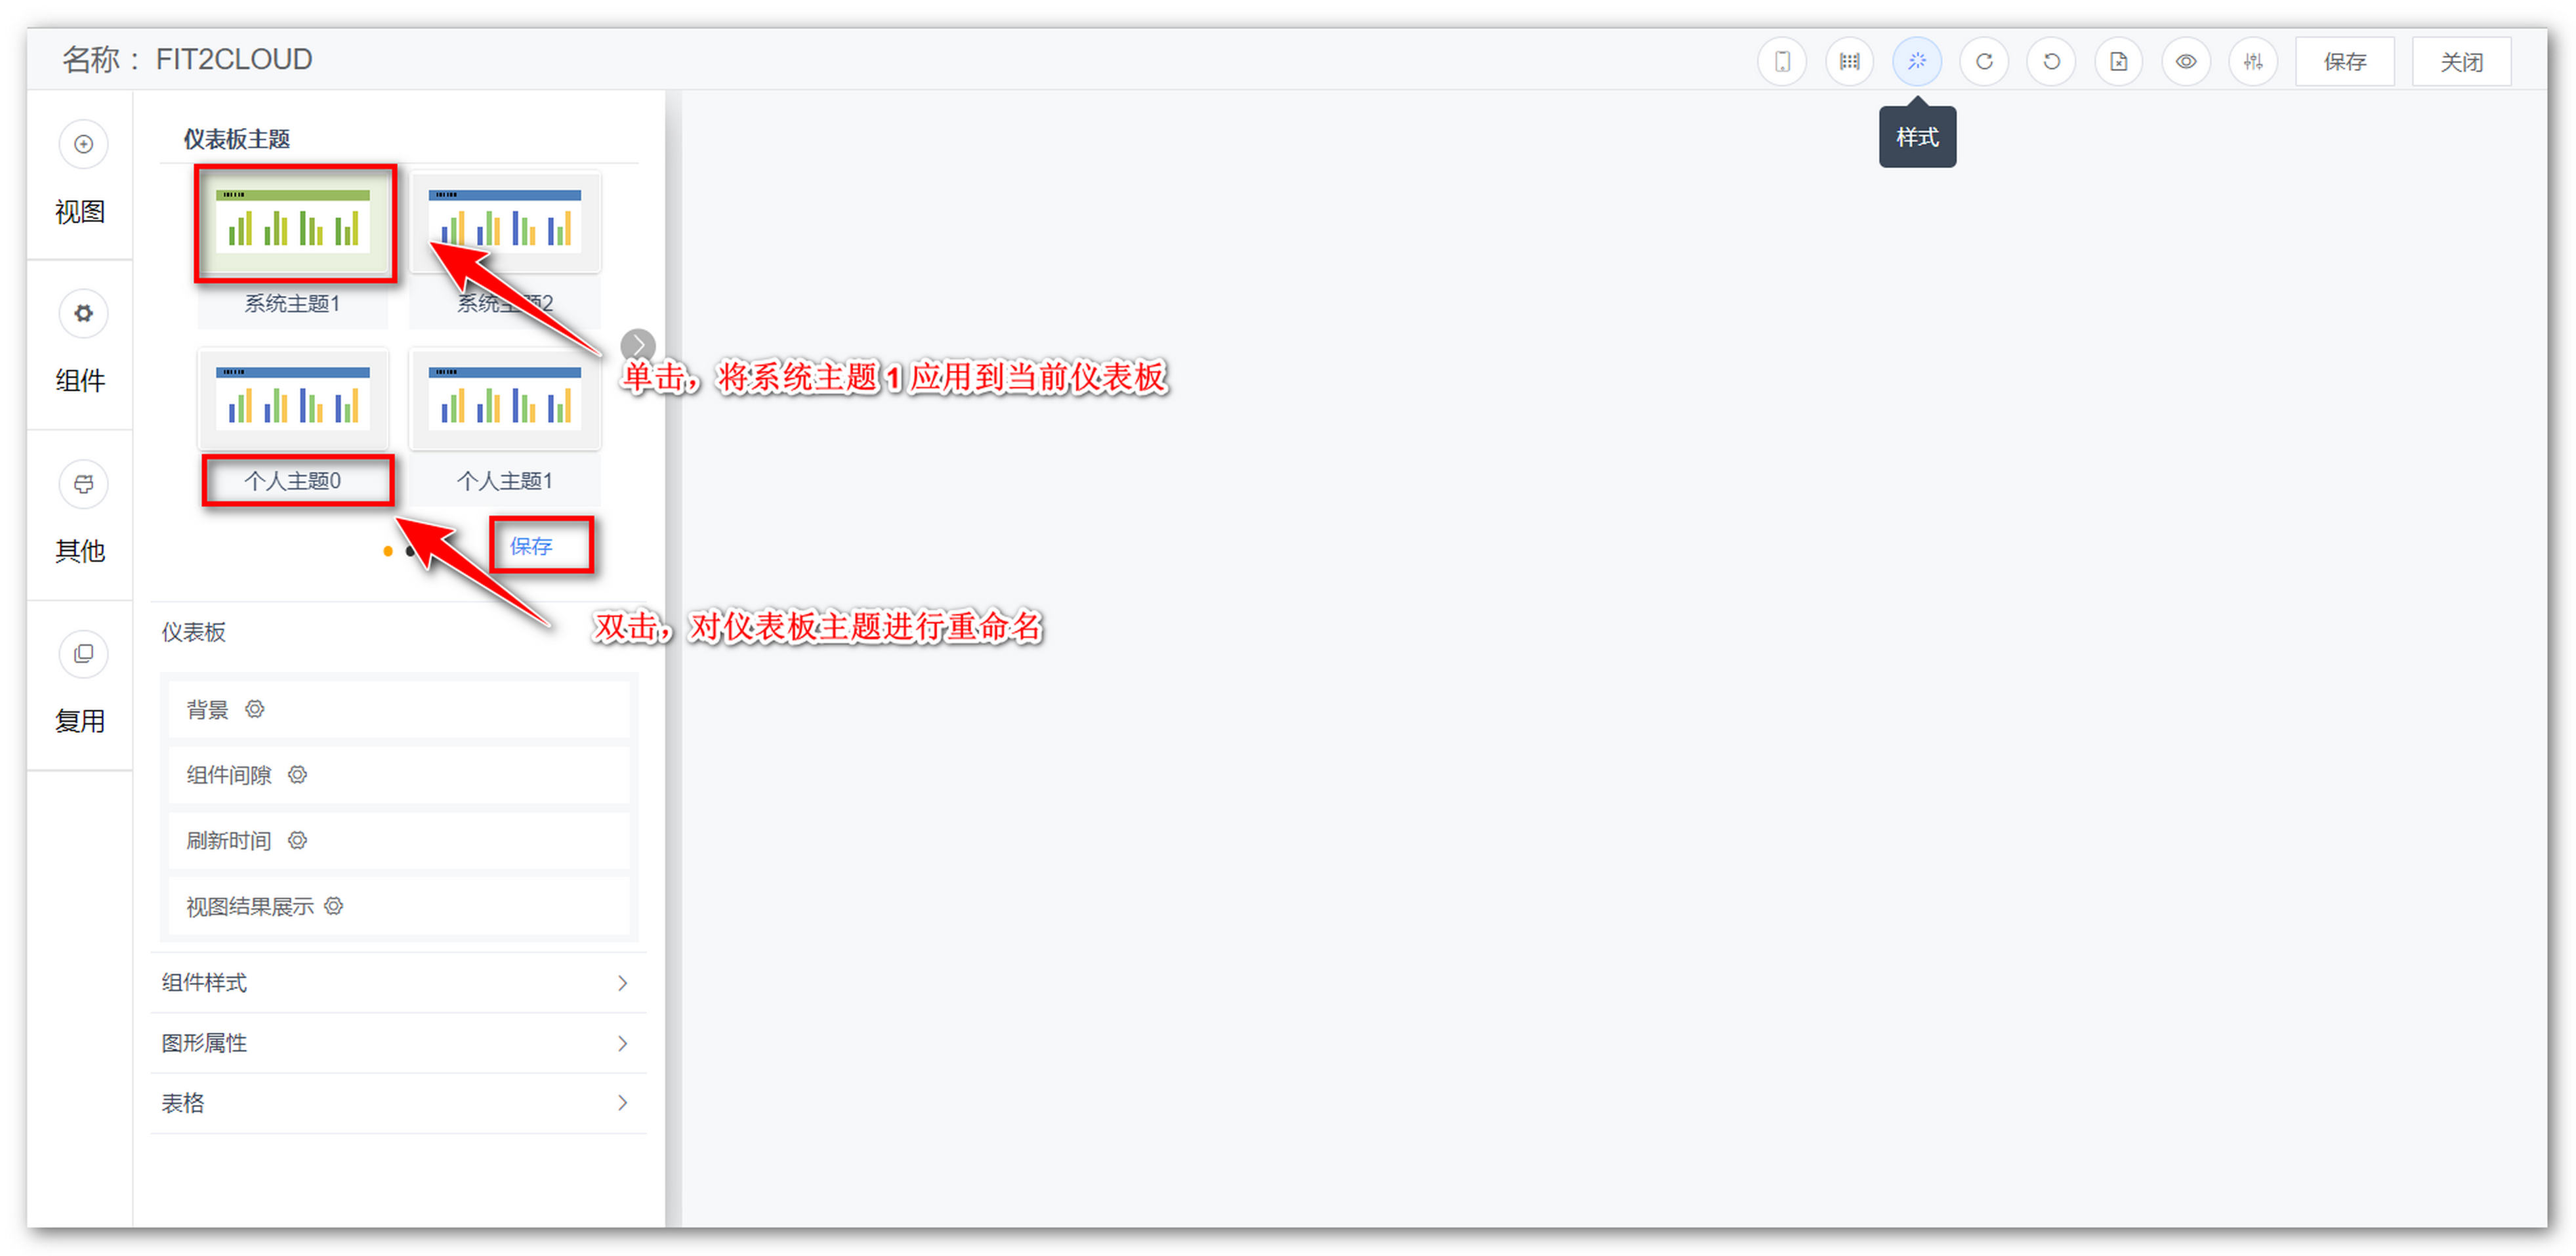 名称： FIT2CLOUD
保存
关闭
样式
视图
组件
其他
复用
仪表板主题
系统主题1
系统主题2
单击，将系统主题 1 应用到当前仪表板
个人主题0
个人主题1
保存
双击，对仪表板主题进行重命名
仪表板
背景
组件间隙
刷新时间
视图结果展示
组件样式
图形属性
表格